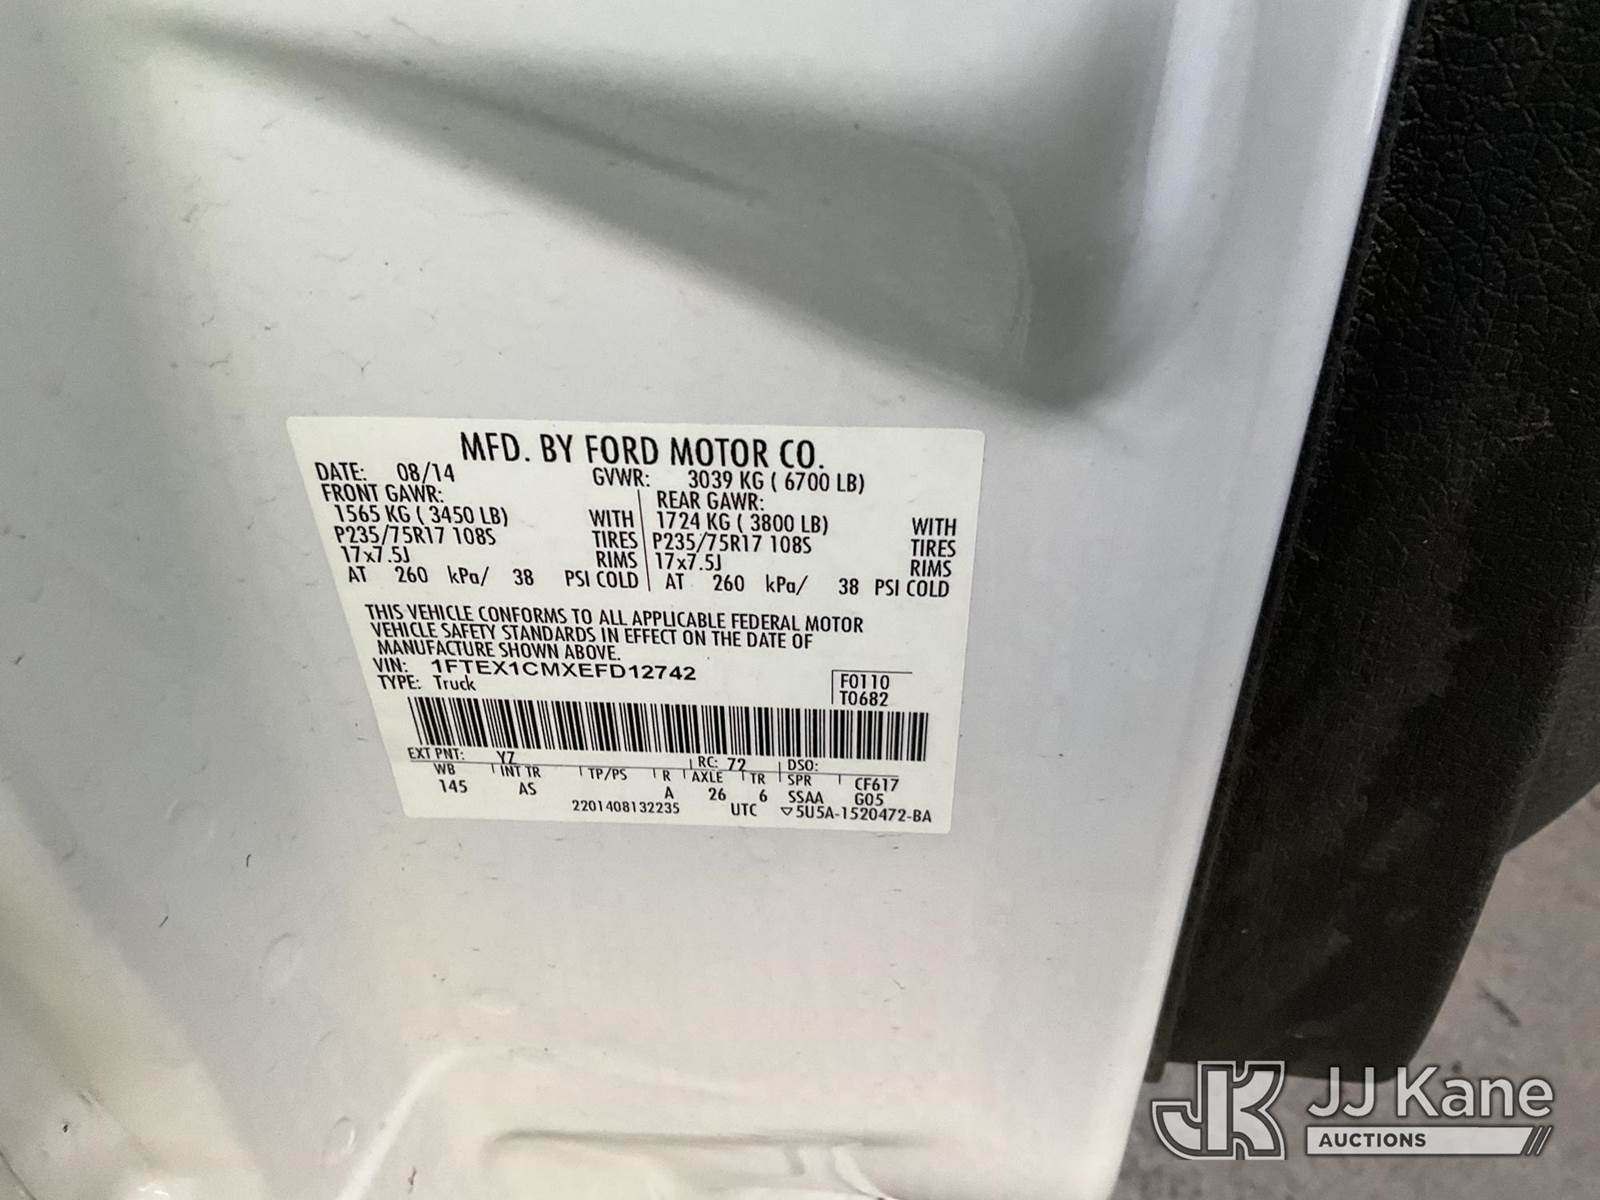 MFD. BY FORD MOTOR CO.
DATE: 08/14 GVWR: 3039 KG ( 6700 LB)
FRONT GAWR: REAR GAWR:
1565 KG ( 3450 LB) WITH 1724 KG ( 3800 LB) WITH
P235/75R17 108S TIRES P235/75R17 108S TIRES
17x7.5J RIMS 17x7.5J RIMS
AT 260 kPa/ 38 PSI COLD AT 260 kPa/ 38 PSI COLD
THIS VEHICLE CONFORMS TO ALL APPLICABLE FEDERAL MOTOR
VEHICLE SAFETY STANDARDS IN EFFECT ON THE DATE OF
MANUFACTURE SHOWN ABOVE.
VIN: 1FTEX1CMXEFD12742
TYPE: Truck F0110
T0682
EXT PNT: YZ RC: 72 DSO:
WB INT TR TP/PS R AXLE TR SPR CF617
145 AS A 26 6 SSAA G05
2201408132235 UTC ▽5U5A-1520472-BA
JK JJ Kane
AUCTIONS